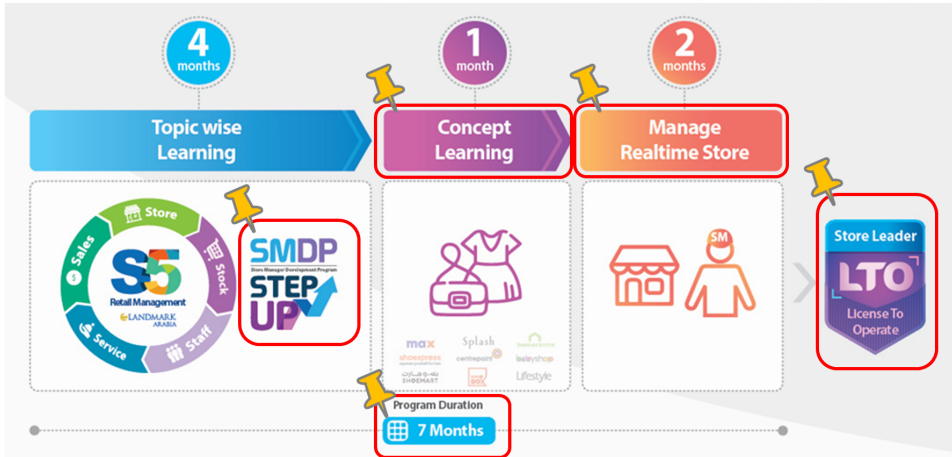 4
months
1
month
2
months
Topic wise
Learning
Concept
Learning
Manage
Realtime Store
Store
Sales
$
Stock
Service
Staff
S5
Retail Management
LANDMARK
ARABIA
SMDP
Store Manager Development Program
STEP
UP
max
Splash
shoexpress
centrepoint
babyshop
SHOEMART
Lifestyle
SM
Store Leader
LTO
License To
Operate
Program Duration
7 Months